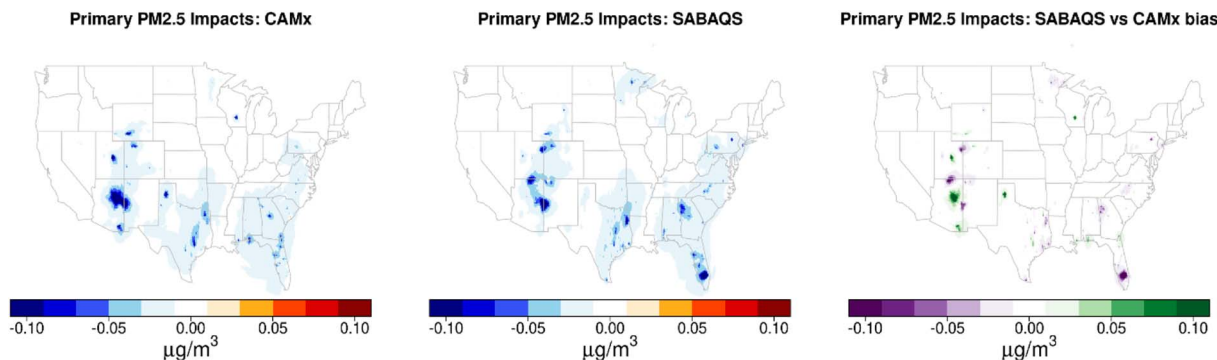 Primary PM2.5 Impacts: CAMx
Primary PM2.5 Impacts: SABAQS
Primary PM2.5 Impacts: SABAQS vs CAMx bias
-0.10 -0.05 0.00 0.05 0.10
μg/m³
-0.10 -0.05 0.00 0.05 0.10
μg/m³
-0.10 -0.05 0.00 0.05 0.10
μg/m³